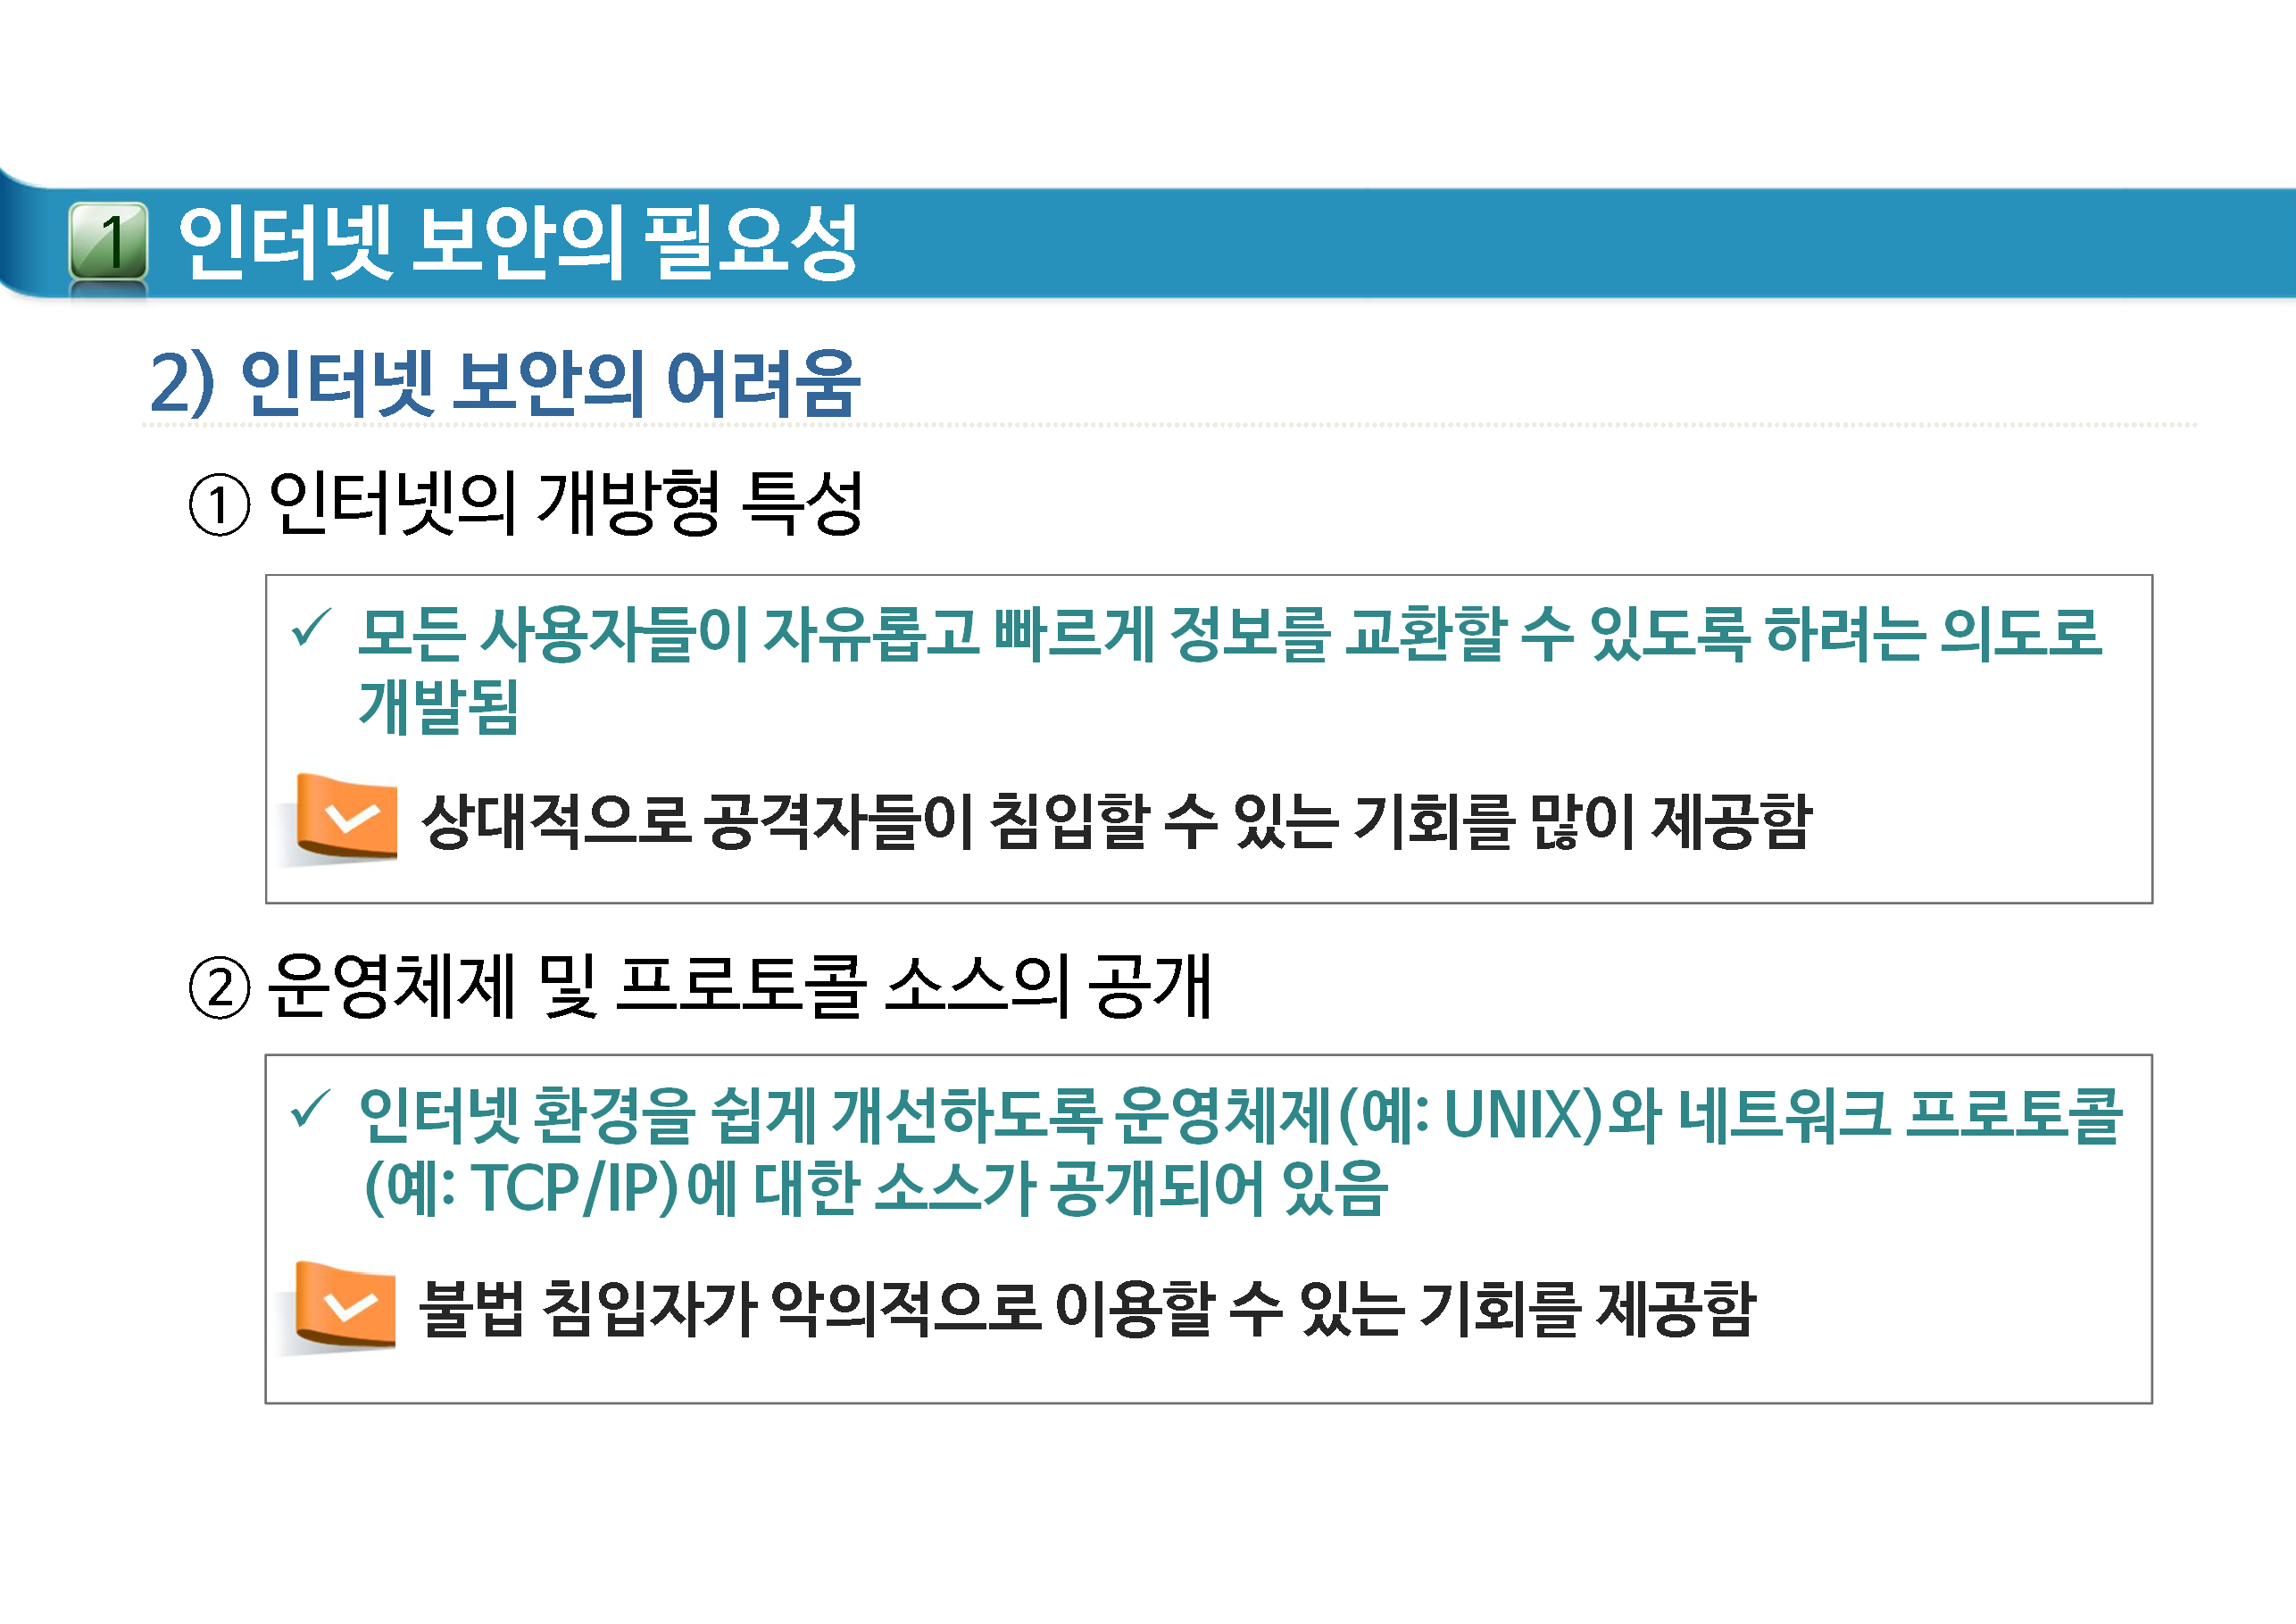 1 인터넷 보안의 필요성
2) 인터넷 보안의 어려움
① 인터넷의 개방형 특성
✓ 모든 사용자들이 자유롭고 빠르게 정보를 교환할 수 있도록 하려는 의도로
개발됨
상대적으로 공격자들이 침입할 수 있는 기회를 많이 제공함
② 운영체제 및 프로토콜 소스의 공개
✓ 인터넷 환경을 쉽게 개선하도록 운영체제(예: UNIX)와 네트워크 프로토콜
(예: TCP/IP)에 대한 소스가 공개되어 있음
불법 침입자가 악의적으로 이용할 수 있는 기회를 제공함